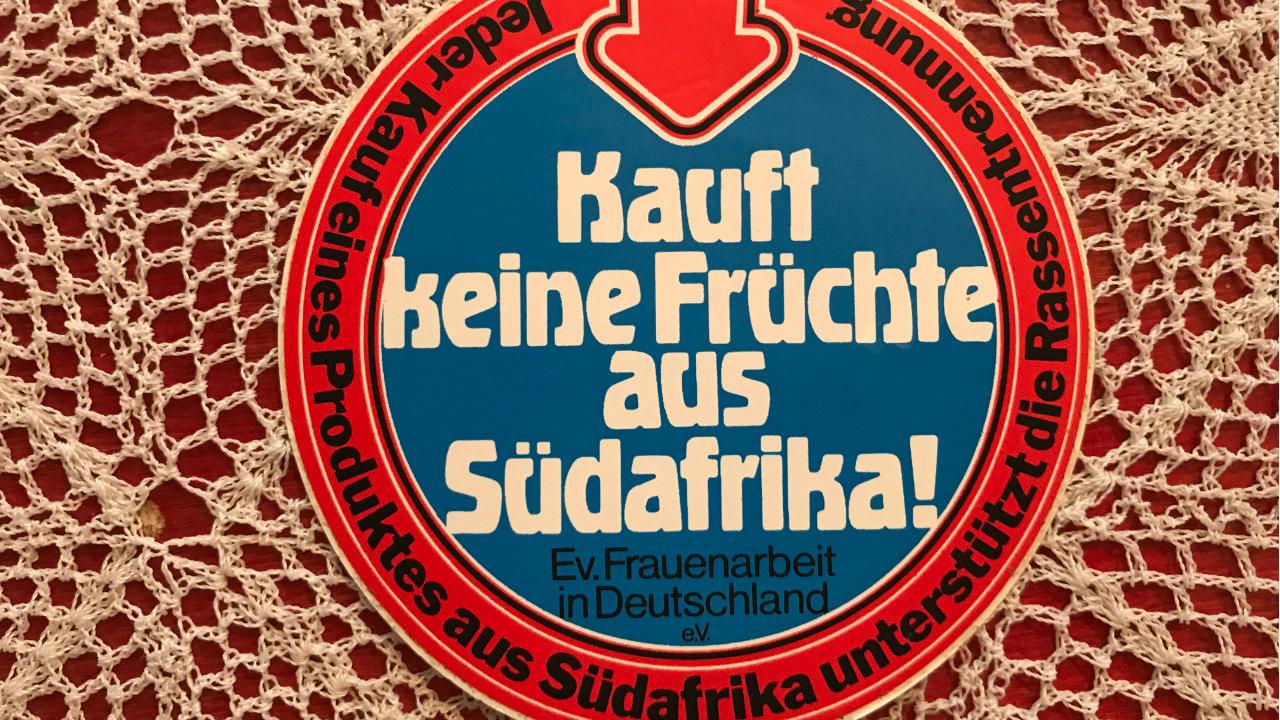 Kauft
keine Früchte
aus
Südafrika!
Ev. Frauenarbeit
in Deutschland
e.V.
Jeder Kauf eines Produktes aus Südafrika unterstützt die Rassentrennung